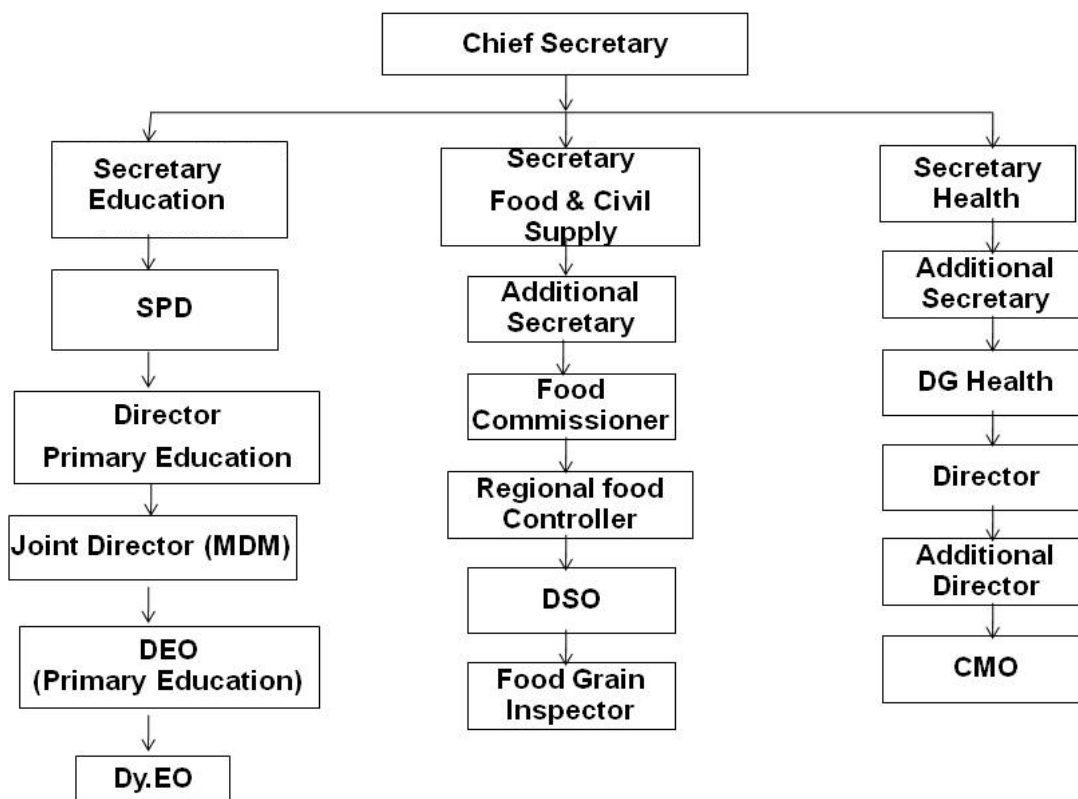 Chief Secretary
Secretary
Education
SPD
Director
Primary Education
Joint Director (MDM)
DEO
(Primary Education)
Dy.EO
Secretary
Food & Civil
Supply
Additional
Secretary
Food
Commissioner
Regional food
Controller
DSO
Food Grain
Inspector
Secretary
Health
Additional
Secretary
DG Health
Director
Additional
Director
CMO